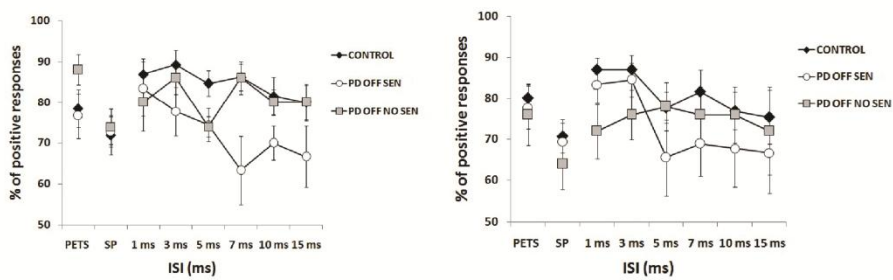 % of positive responses
100
90
80
70
60
50
PETS SP 1 ms 3 ms 5 ms 7 ms 10 ms 15 ms
ISI (ms)
CONTROL
PD OFF SEN
PD OFF NO SEN
% of positive responses
100
90
80
70
60
50
PETS SP 1 ms 3 ms 5 ms 7 ms 10 ms 15 ms
ISI (ms)
CONTROL
PD OFF SEN
PD OFF NO SEN